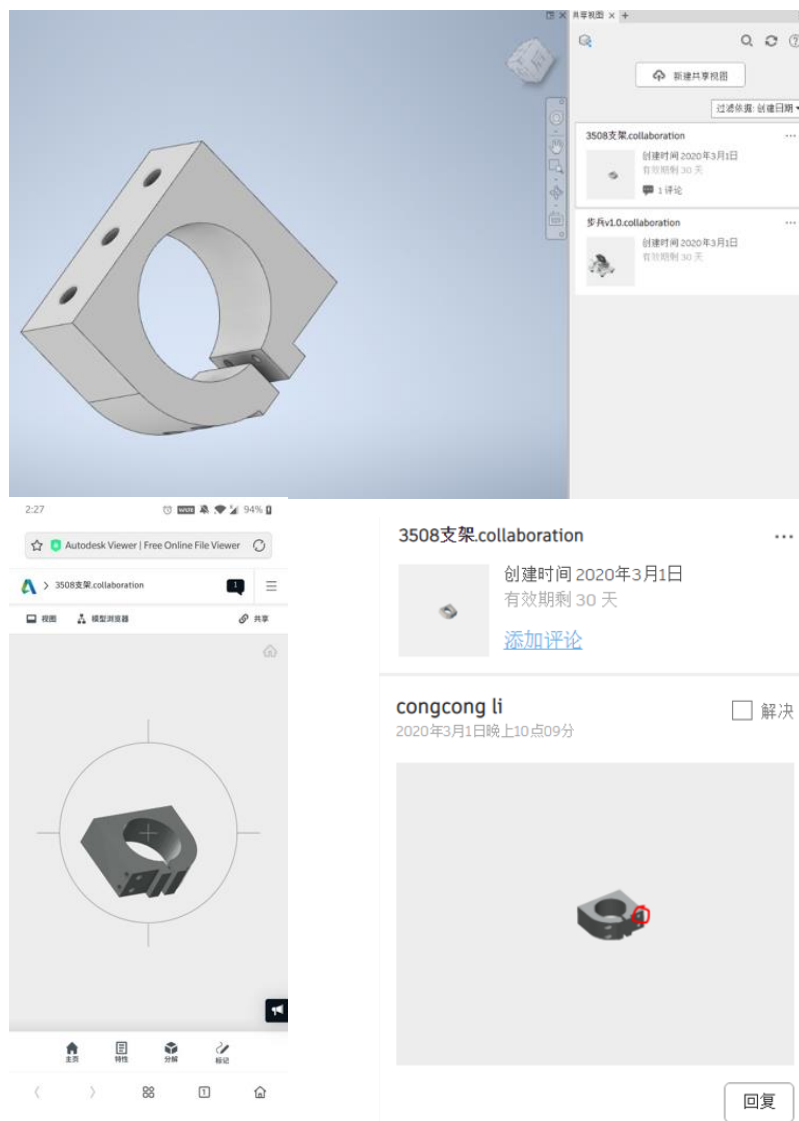 共享视图
新建共享视图
过滤依据: 创建日期
3508支架.collaboration
创建时间 2020年3月1日
有效期剩 30 天
1 评论
步兵v1.0.collaboration
创建时间 2020年3月1日
有效期剩 30 天
2:27
94%
Autodesk Viewer | Free Online File Viewer
3508支架.collaboration
1
视图
模型浏览器
共享
主页
特性
分解
标记
1
3508支架.collaboration
创建时间 2020年3月1日
有效期剩 30 天
添加评论
congcong li
解决
2020年3月1日晚上10点09分
回复